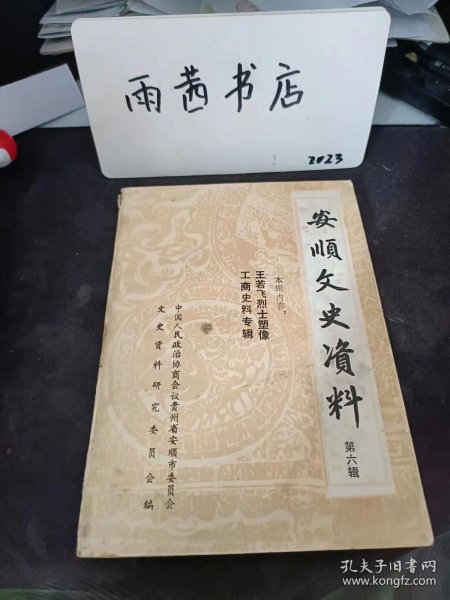 雨茜书店
2023
安顺文史资料
第六辑
本辑内容：
王若飞烈士塑像
工商史料专辑
中国人民政治协商会议贵州省安顺市委员会
文史资料研究委员会编
孔夫子旧书网
www.kongfz.com